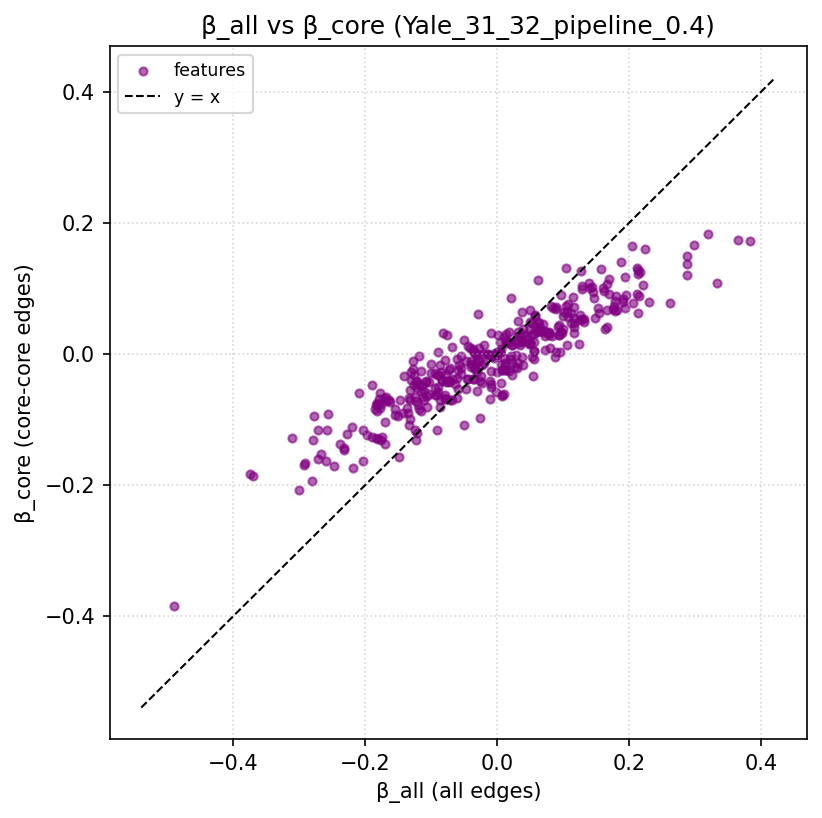 β_all vs β_core (Yale_31_32_pipeline_0.4)
features
y = x
0.4
0.2
0.0
−0.2
−0.4
β_core (core-core edges)
−0.4 −0.2 0.0 0.2 0.4
β_all (all edges)